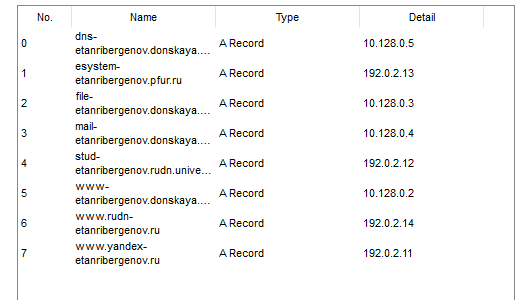 No. Name Type Detail
0 dns-etanribergenov.donskaya.... A Record 10.128.0.5
1 esystem-etanribergenov.pfur.ru A Record 192.0.2.13
2 file-etanribergenov.donskaya.... A Record 10.128.0.3
3 mail-etanribergenov.donskaya.... A Record 10.128.0.4
4 stud-etanribergenov.rudn.unive... A Record 192.0.2.12
5 www-etanribergenov.donskaya.... A Record 10.128.0.2
6 www.rudn-etanribergenov.ru A Record 192.0.2.14
7 www.yandex-etanribergenov.ru A Record 192.0.2.11